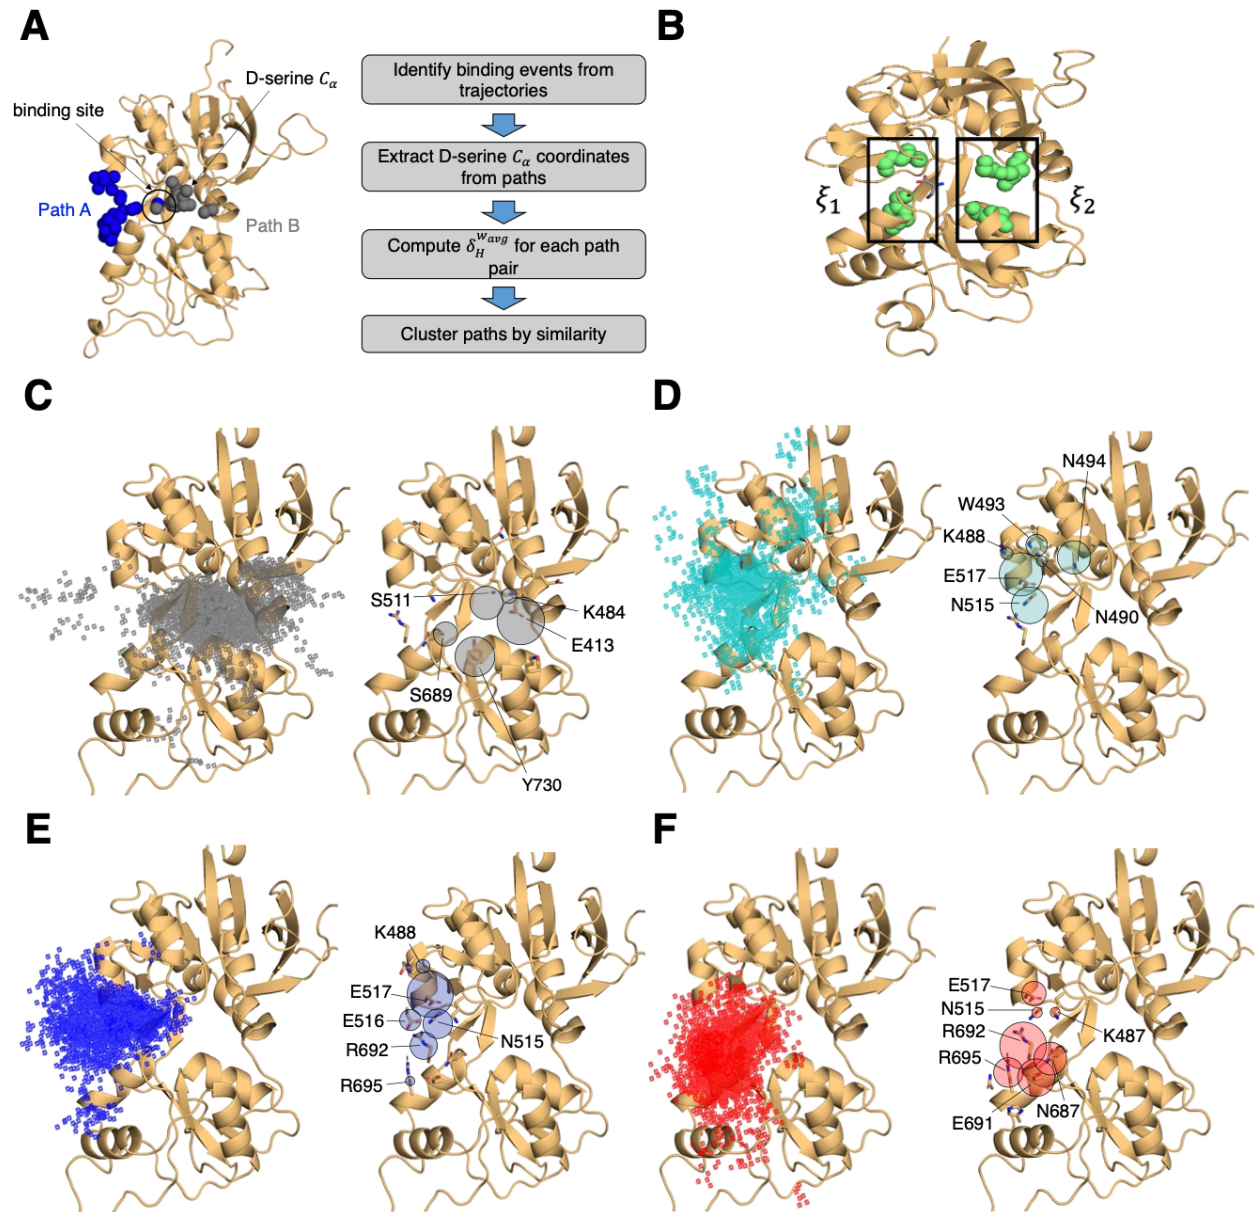 A
binding site
D-serine Cα
Path A
Path B
Identify binding events from
trajectories
Extract D-serine Cα coordinates
from paths
Compute δ_H^{w_avg} for each path
pair
Cluster paths by similarity
B
ξ1
ξ2
C
S511
K484
E413
S689
Y730
D
N494
W493
K488
E517
N515
N490
E
K488
E517
E516
N515
R692
R695
F
E517
N515
R692
K487
R695
N687
E691